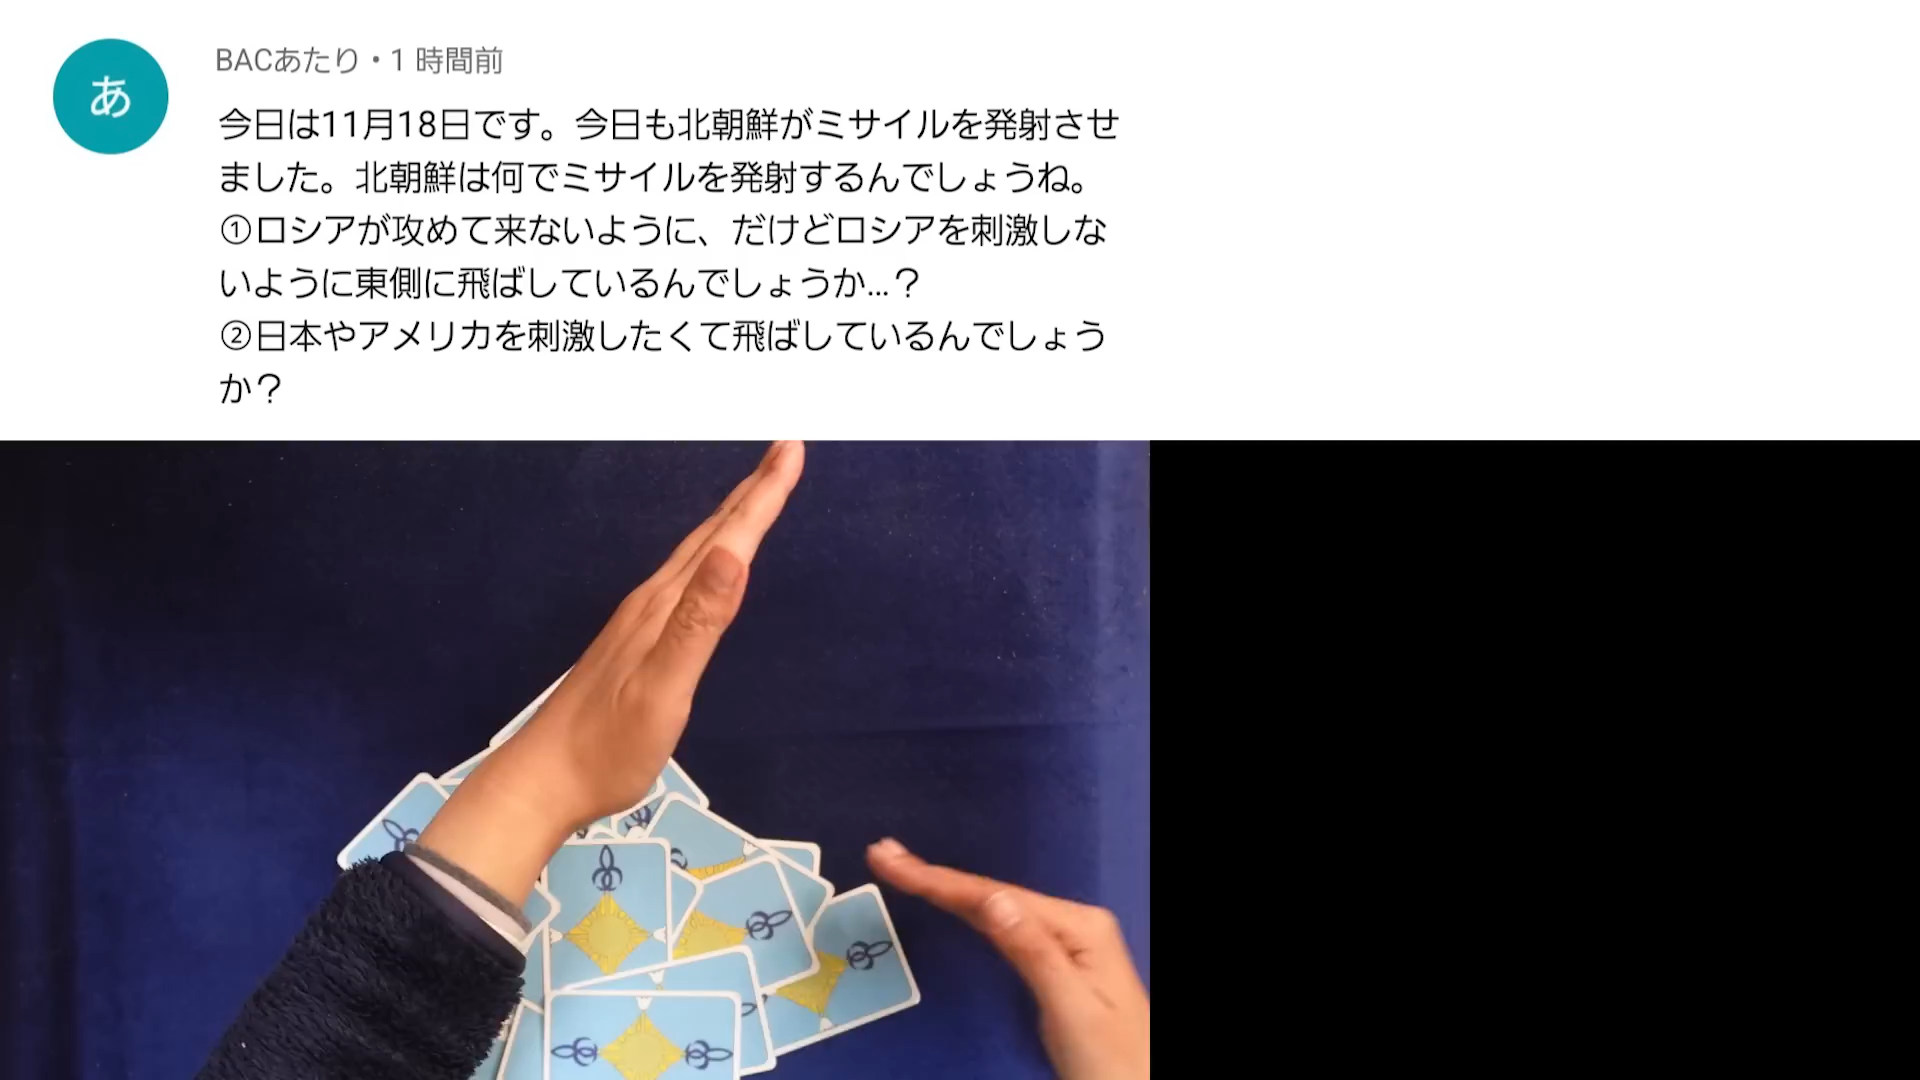 あ
BACあたり・1 時間前
今日は11月18日です。今日も北朝鮮がミサイルを発射させ
ました。北朝鮮は何でミサイルを発射するんでしょうね。
①ロシアが攻めて来ないように、だけどロシアを刺激しな
いように東側に飛ばしているんでしょうか...？
②日本やアメリカを刺激したくて飛ばしているんでしょう
か？